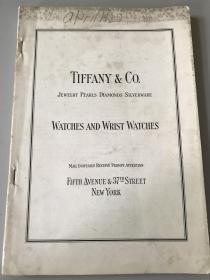 TIFFANY & CO.
JEWELRY PEARLS DIAMONDS SILVERWARE
WATCHES AND WRIST WATCHES
MAIL INQUIRIES RECEIVE PROMPT ATTENTION
FIFTH AVENUE & 37TH STREET
NEW YORK